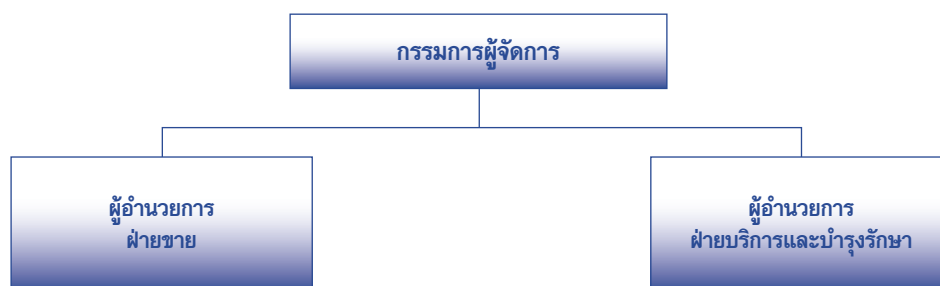 กรรมการผู้จัดการ
ผู้อำนวยการ
ฝ่ายขาย
ผู้อำนวยการ
ฝ่ายบริการและบำรุงรักษา